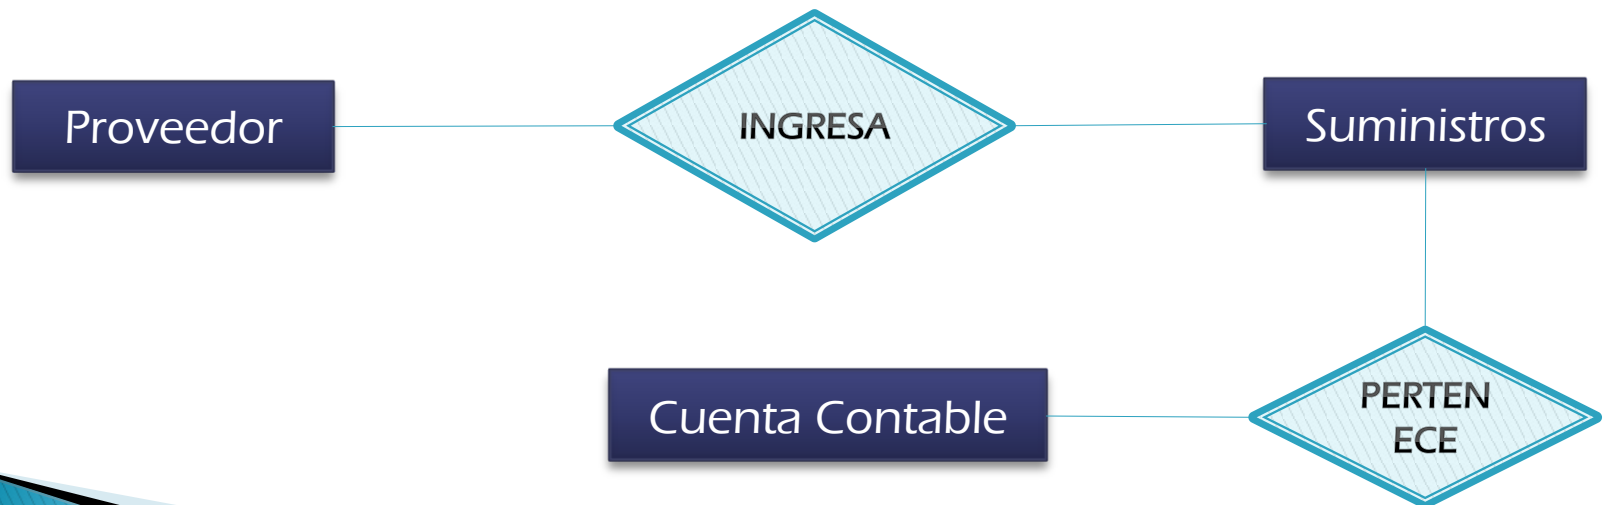 Proveedor
INGRESA
Suministros
Cuenta Contable
PERTEN
ECE